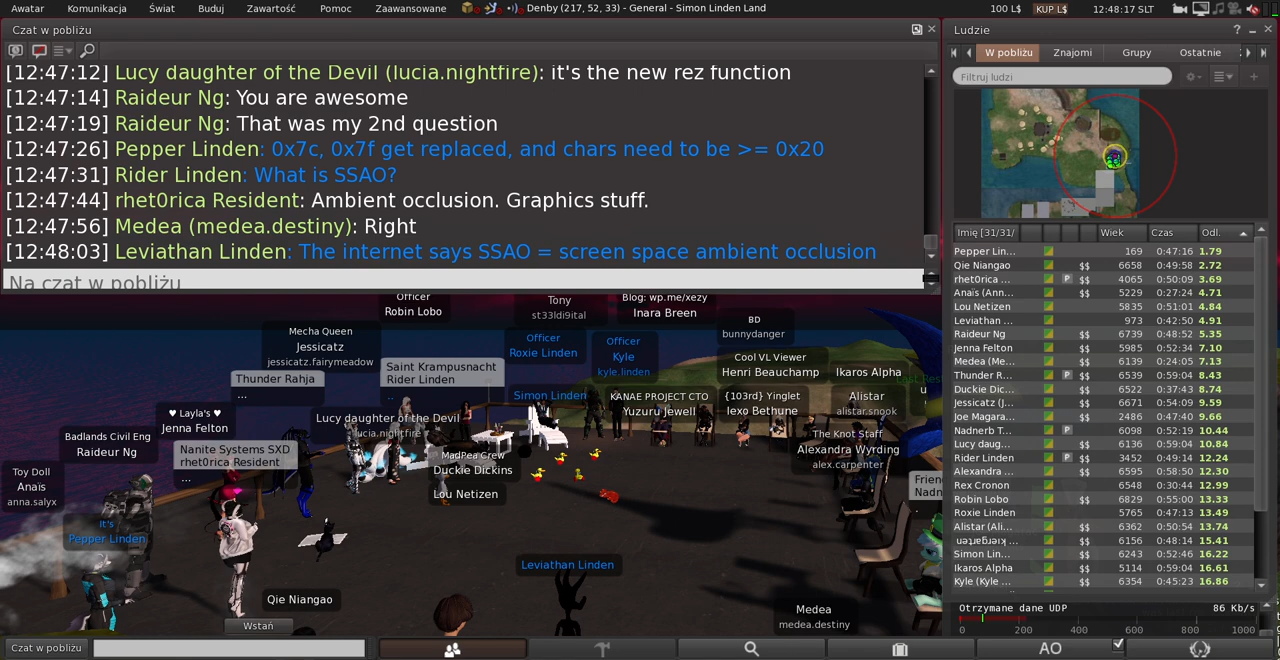 Awatar Komunikacja Świat Buduj Zawartość Pomoc Zaawansowane Denby (217, 52, 33) - General - Simon Linden Land 100 L$ KUP L$ 12:48:17 SLT
Czat w pobliżu
[12:47:12] Lucy daughter of the Devil (lucia.nightfire): it's the new rez function
[12:47:14] Raideur Ng: You are awesome
[12:47:19] Raideur Ng: That was my 2nd question
[12:47:26] Pepper Linden: 0x7c, 0x7f get replaced, and chars need to be >= 0x20
[12:47:31] Rider Linden: What is SSAO?
[12:47:44] rhet0rica Resident: Ambient occlusion. Graphics stuff.
[12:47:56] Medea (medea.destiny): Right
[12:48:03] Leviathan Linden: The internet says SSAO = screen space ambient occlusion
Na czat w pobliżu
Officer
Robin Lobo
Tony
st33ldi9ital
Blog: wp.me/xezy
Inara Breen
BD
bunnydanger
Mecha Queen
Jessicatz
jessicatz.fairymeadow
Officer
Roxie Linden
Officer
Kyle
kyle.linden
Cool VL Viewer
Henri Beauchamp
Ikaros Alpha
Thunder Rahja
...
Saint Krampusnacht
Rider Linden
..
Simon Linden
KANAE PROJECT CTO
Yuzuru Jewell
{103rd} Yinglet
Iexo Bethune
Alistar
alistar.snook
u
♥ Layla's ♥
Jenna Felton
Lucy daughter of the Devil
lucia.nightfire
Badlands Civil Eng
Raideur Ng
Nanite Systems SXD
rhet0rica Resident
...
MadPea Crew
Duckie Dickins
The Knot Staff
Alexandra Wyrding
alex.carpenter
Toy Doll
Anaïs
anna.salyx
Lou Netizen
It's
Pepper Linden
Leviathan Linden
Qie Niangao
Medea
medea.destiny
Wstań
Czat w pobliżu
AO
Ludzie
W pobliżu Znajomi Grupy Ostatnie
Filtruj ludzi
Imię [31/31/ Wiek Czas Odl.
Pepper Lin... 169 0:47:16 1.79
Qie Niangao $$ 6658 0:49:58 2.72
rhet0rica ... P $$ 4065 0:50:09 3.69
Anaïs (Ann... $$ 5229 0:27:24 4.71
Lou Netizen 5835 0:51:01 4.84
Leviathan ... 973 0:42:50 4.91
Raideur Ng $$ 6739 0:48:52 5.35
Jenna Felton $$ 5985 0:52:34 7.10
Medea (Me... $$ 6139 0:24:05 7.13
Thunder R... P $$ 6539 0:59:04 8.43
Duckie Dic... $$ 6522 0:37:43 8.74
Jessicatz (J... $$ 6671 0:54:09 9.59
Joe Magara... $$ 2486 0:47:40 9.66
Nadnerb T... P 6098 0:52:19 10.44
Lucy daug... $$ 6136 0:59:04 10.84
Rider Linden P $$ 3452 0:49:14 12.24
Alexandra ... $$ 6595 0:58:50 12.30
Rex Cronon 6548 0:30:44 12.99
Robin Lobo $$ 6829 0:55:00 13.33
Roxie Linden 5765 0:47:13 13.49
Alistar (Ali... $$ 6362 0:50:54 13.74
$$ 6156 0:48:14 15.41
Simon Lin... $$ 6243 0:52:46 16.22
Ikaros Alpha $$ 5114 0:59:04 16.61
Kyle (Kyle ... $$ 6354 0:45:23 16.86
Otrzymane dane UDP 86 Kb/s
0 200 400 600 800 1000